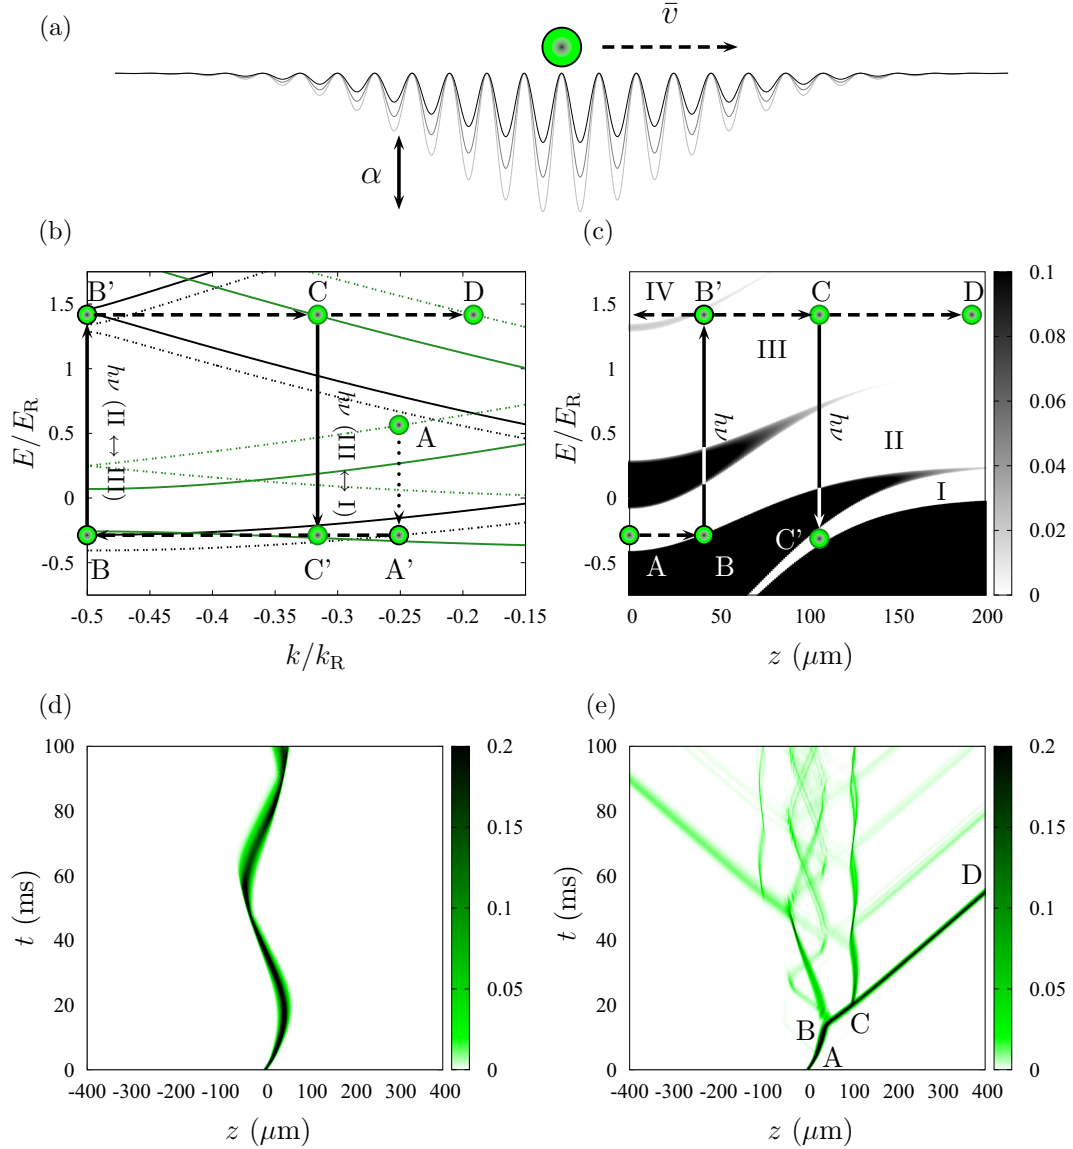 (a)
v̄
α
(b)
B'
C
D
1.5
1
0.5
0
-0.5
E/E_R
hν (II ↔ III)
hν (III ↔ I)
A
B
C'
A'
-0.5 -0.45 -0.4 -0.35 -0.3 -0.25 -0.2 -0.15
k/k_R
(c)
IV
B'
C
D
III
II
I
hν
hν
A
B
C'
1.5
1
0.5
0
-0.5
E/E_R
0 50 100 150 200
z (μm)
0.1
0.08
0.06
0.04
0.02
0
(d)
100
80
60
40
20
0
t (ms)
-400 -300 -200 -100 0 100 200 300 400
z (μm)
0.2
0.15
0.1
0.05
0
(e)
100
80
60
40
20
0
t (ms)
D
B
C
A
-400 -300 -200 -100 0 100 200 300 400
z (μm)
0.2
0.15
0.1
0.05
0